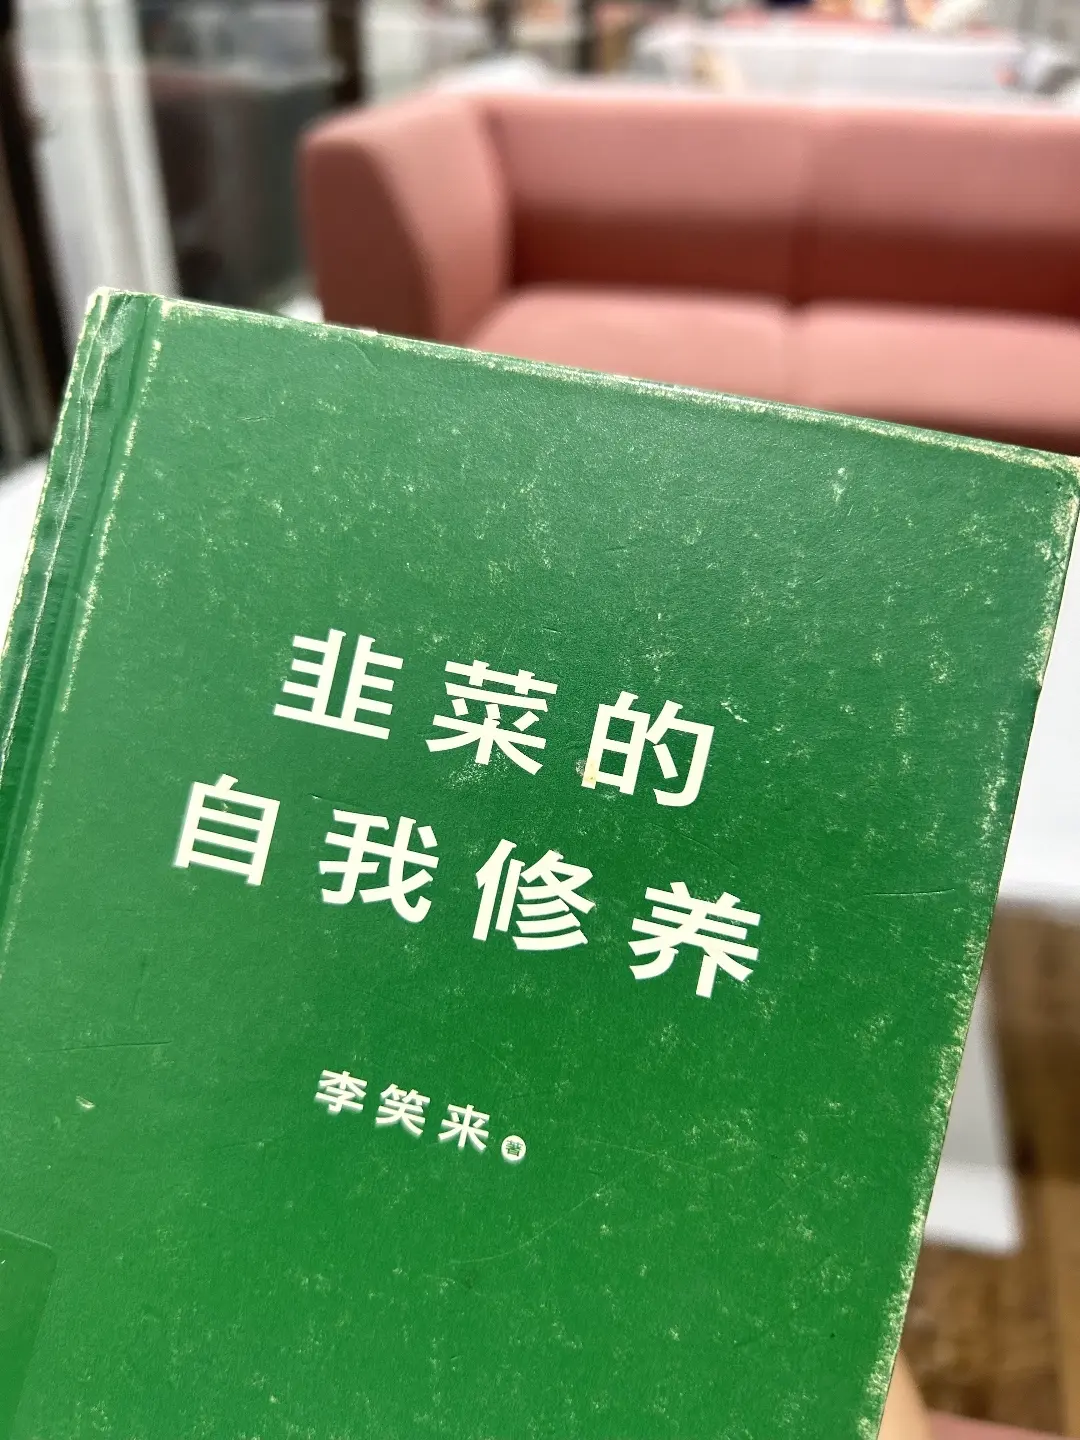 韭菜的
自我修养
李笑来 著